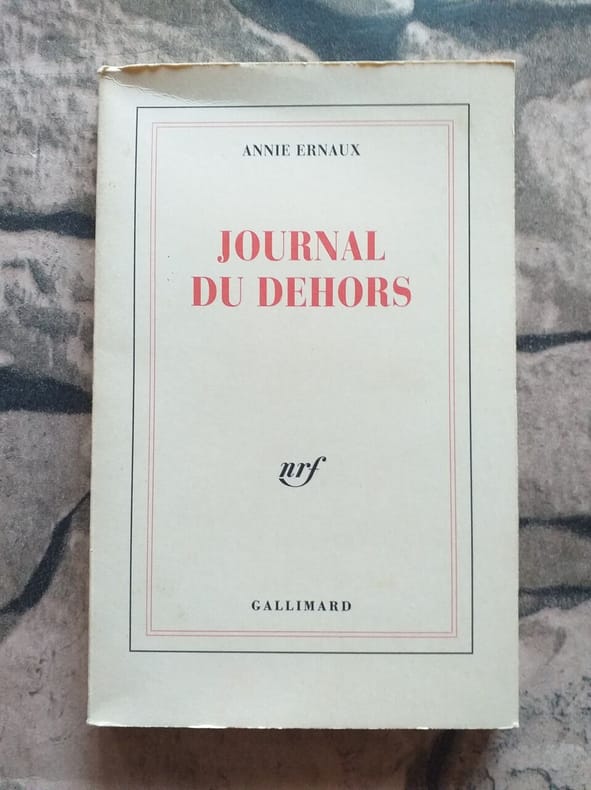 ANNIE ERNAUX
JOURNAL
DU DEHORS
nrf
GALLIMARD